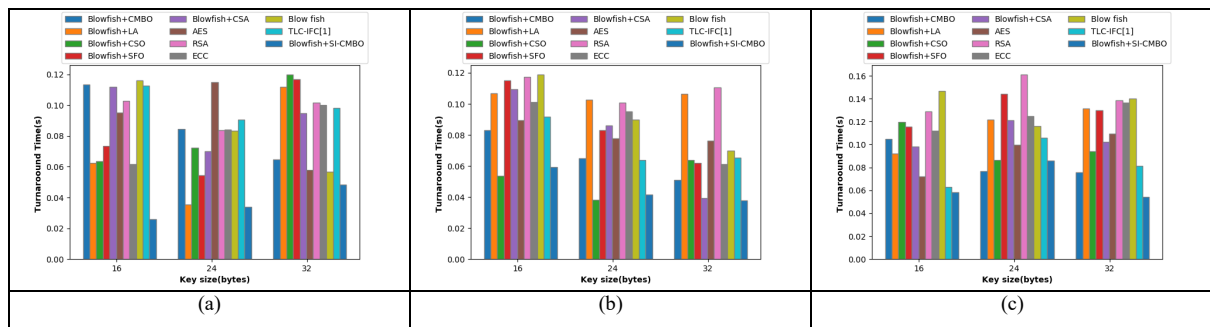 Blowfish+CMBO Blowfish+CSA Blow fish
Blowfish+LA AES TLC-IFC[1]
Blowfish+CSO RSA Blowfish+SI-CMBO
Blowfish+SFO ECC
0.12
0.10
0.08
0.06
0.04
0.02
0.00
Turnaroound Time(s)
16 24 32
Key size(bytes)
(a)
Blowfish+CMBO Blowfish+CSA Blow fish
Blowfish+LA AES TLC-IFC[1]
Blowfish+CSO RSA Blowfish+SI-CMBO
Blowfish+SFO ECC
0.12
0.10
0.08
0.06
0.04
0.02
0.00
Turnaroound Time(s)
16 24 32
Key size(bytes)
(b)
Blowfish+CMBO Blowfish+CSA Blow fish
Blowfish+LA AES TLC-IFC[1]
Blowfish+CSO RSA Blowfish+SI-CMBO
Blowfish+SFO ECC
0.16
0.14
0.12
0.10
0.08
0.06
0.04
0.02
0.00
Turnaroound Time(s)
16 24 32
Key size(bytes)
(c)